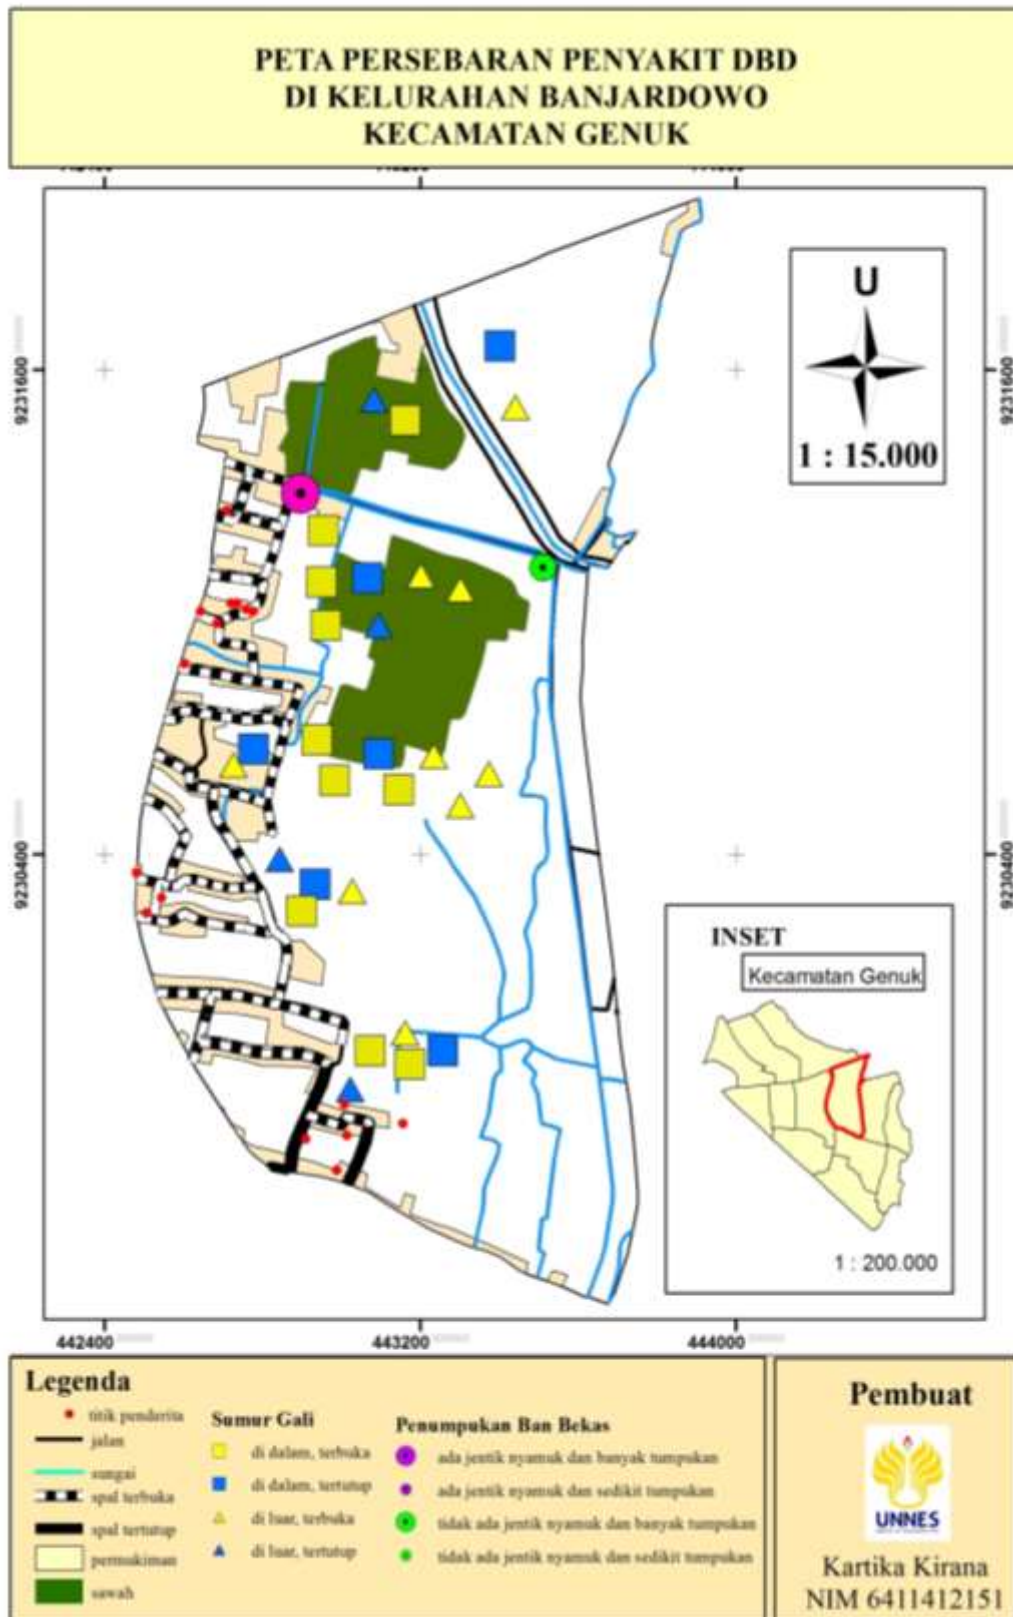 PETA PERSEBARAN PENYAKIT DBD
DI KELURAHAN BANJARDOWO
KECAMATAN GENUK
U
1 : 15.000
9231600
9231600
9230400
9230400
INSET
Kecamatan Genuk
1 : 200.000
442400
443200
444000
Legenda
titik penderita
jalan
sungai
spal terbuka
spal tertutup
permukiman
sawah
Sumur Gali
di dalam, terbuka
di dalam, tertutup
di luar, terbuka
di luar, tertutup
Penumpukan Ban Bekas
ada jentik nyamuk dan banyak tumpukan
ada jentik nyamuk dan sedikit tumpukan
tidak ada jentik nyamuk dan banyak tumpukan
tidak ada jentik nyamuk dan sedikit tumpukan
Pembuat
UNNES
Kartika Kirana
NIM 6411412151